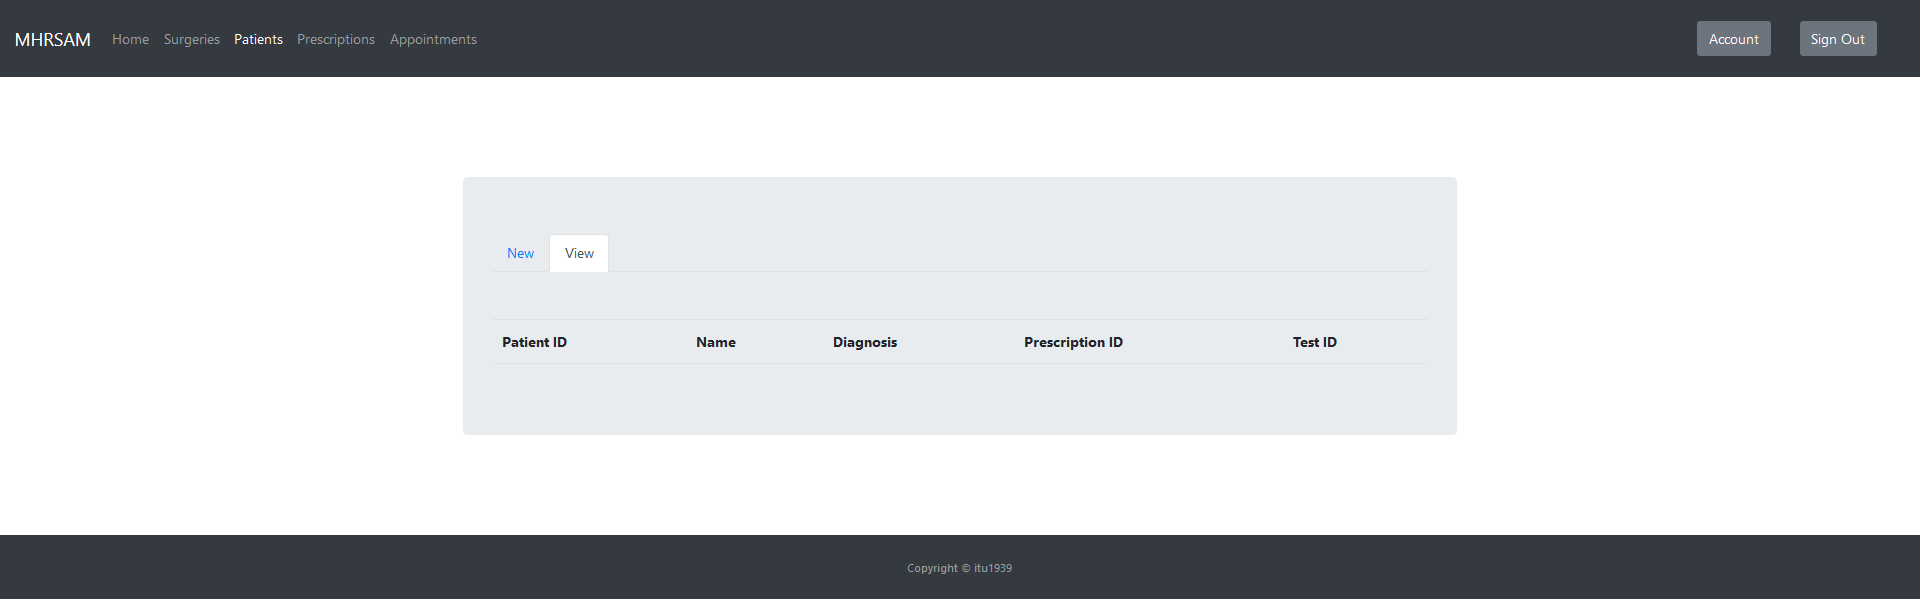 MHRSAM Home Surgeries Patients Prescriptions Appointments Account Sign Out
New View
Patient ID Name Diagnosis Prescription ID Test ID
Copyright © itu1939